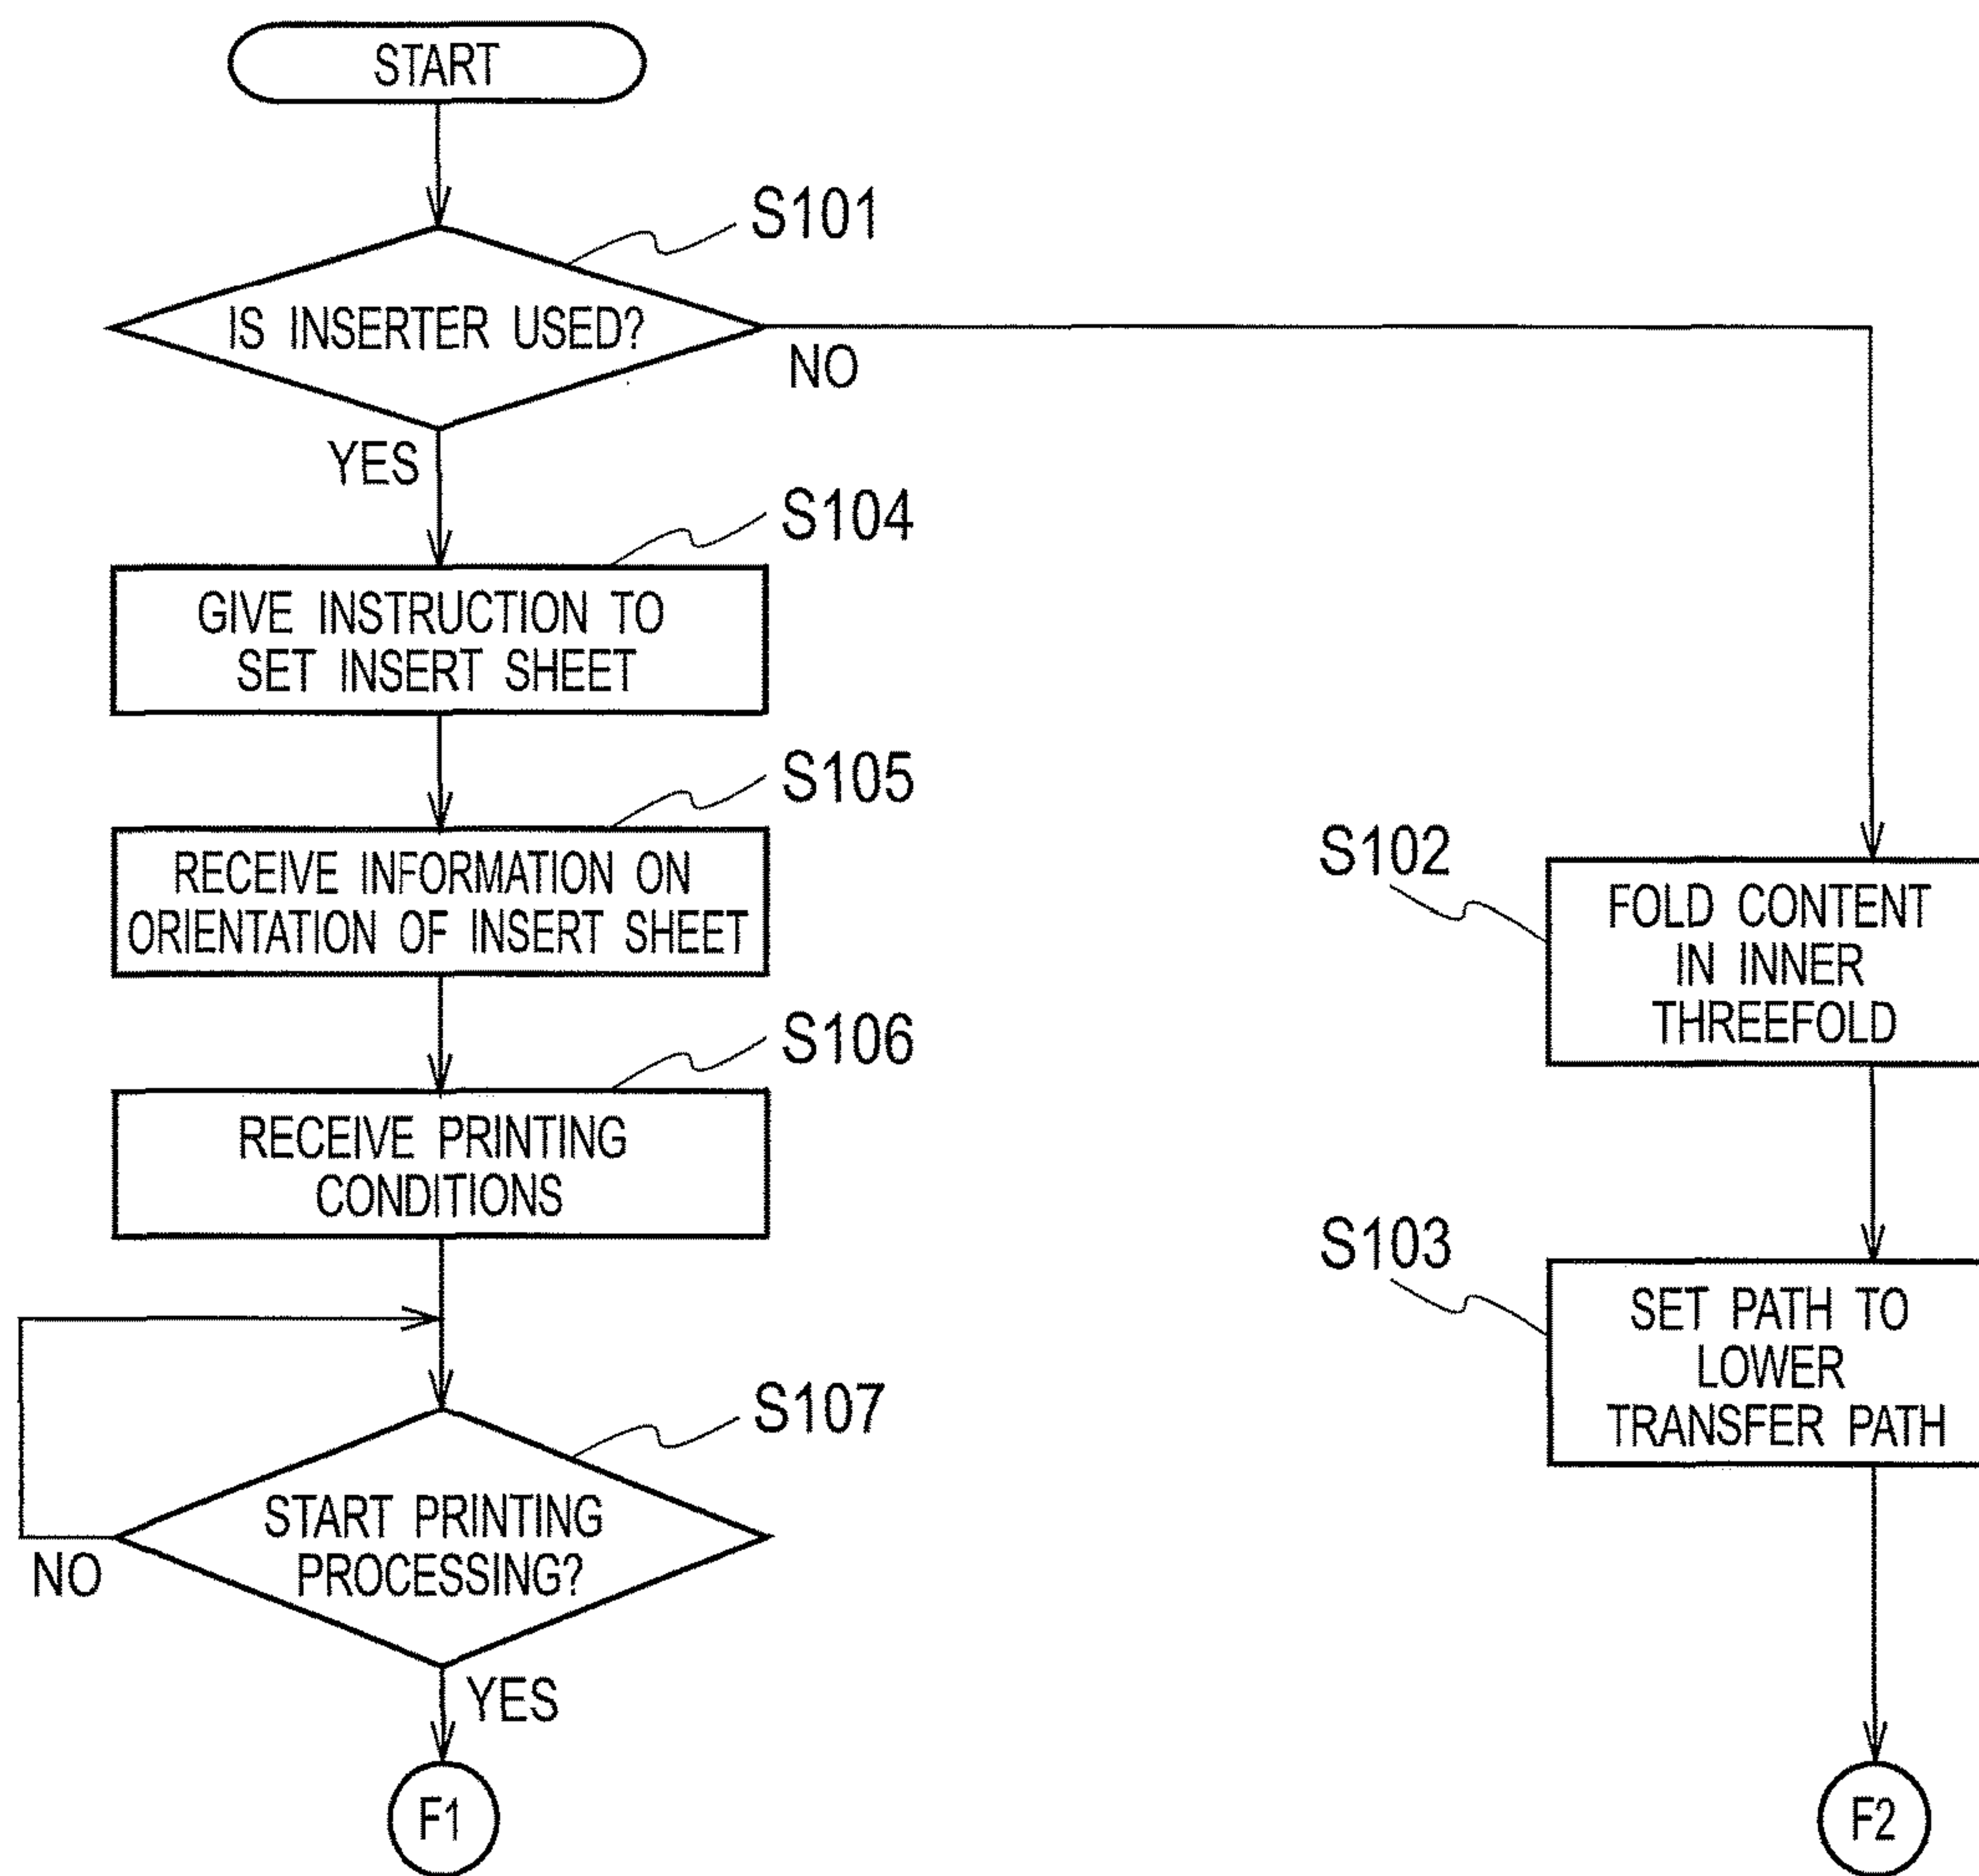 START
S101
IS INSERTER USED?
NO
YES
S104
GIVE INSTRUCTION TO
SET INSERT SHEET
S105
RECEIVE INFORMATION ON
ORIENTATION OF INSERT SHEET
S106
RECEIVE PRINTING
CONDITIONS
S107
START PRINTING
PROCESSING?
NO
YES
F1
S102
FOLD CONTENT
IN INNER
THREEFOLD
S103
SET PATH TO
LOWER
TRANSFER PATH
F2